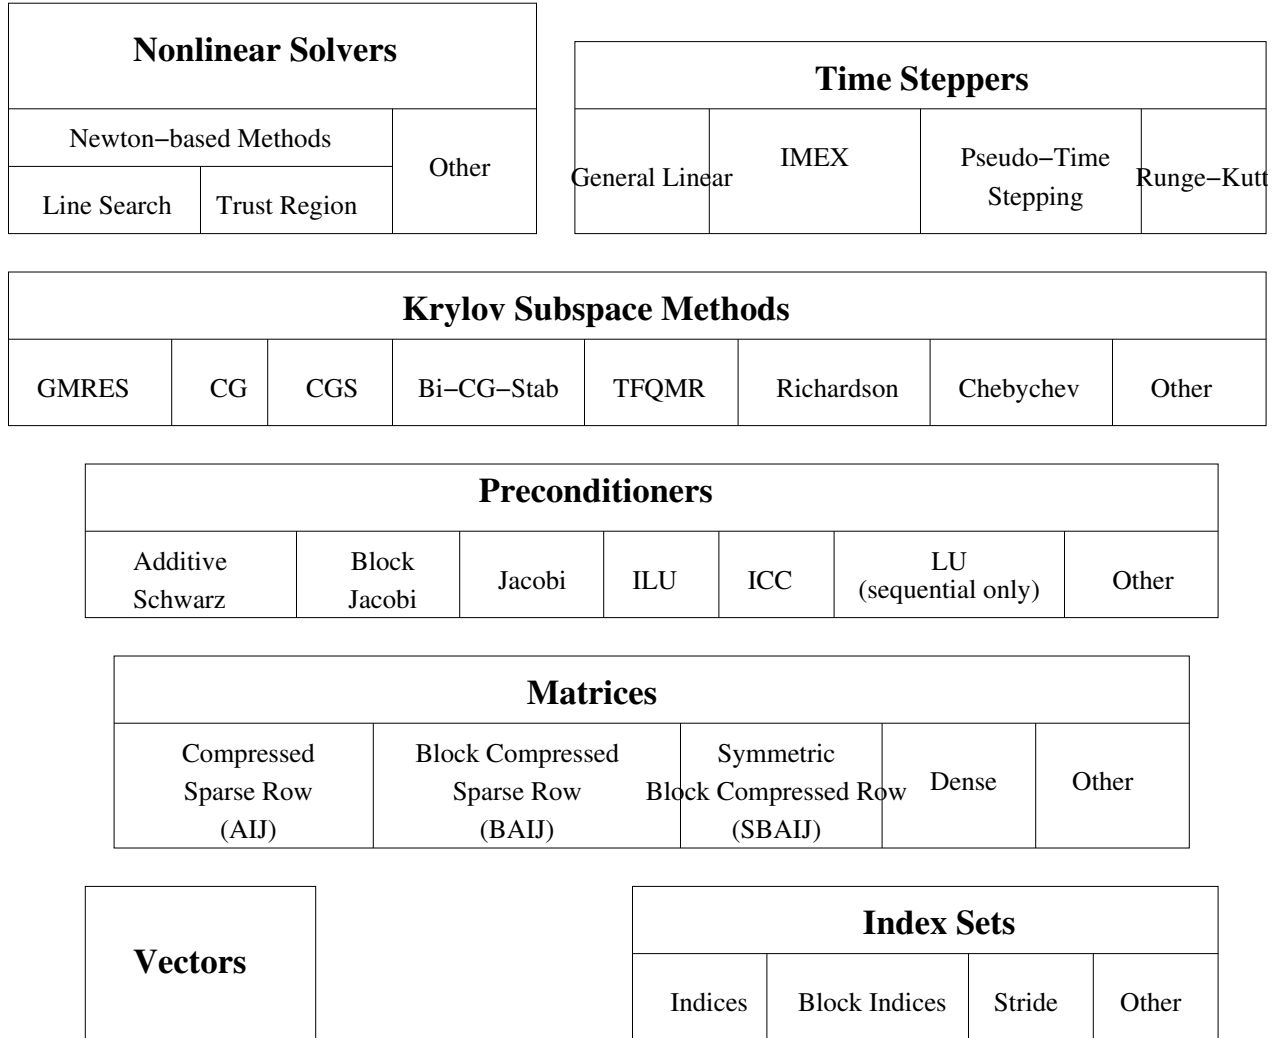 Nonlinear Solvers
Newton−based Methods
Other
Line Search
Trust Region
Time Steppers
General Linear
IMEX
Pseudo−Time
Stepping
Runge−Kutt
Krylov Subspace Methods
GMRES
CG
CGS
Bi−CG−Stab
TFQMR
Richardson
Chebychev
Other
Preconditioners
Additive
Schwarz
Block
Jacobi
Jacobi
ILU
ICC
LU
(sequential only)
Other
Matrices
Compressed
Sparse Row
(AIJ)
Block Compressed
Sparse Row
(BAIJ)
Symmetric
Block Compressed Row
(SBAIJ)
Dense
Other
Vectors
Index Sets
Indices
Block Indices
Stride
Other